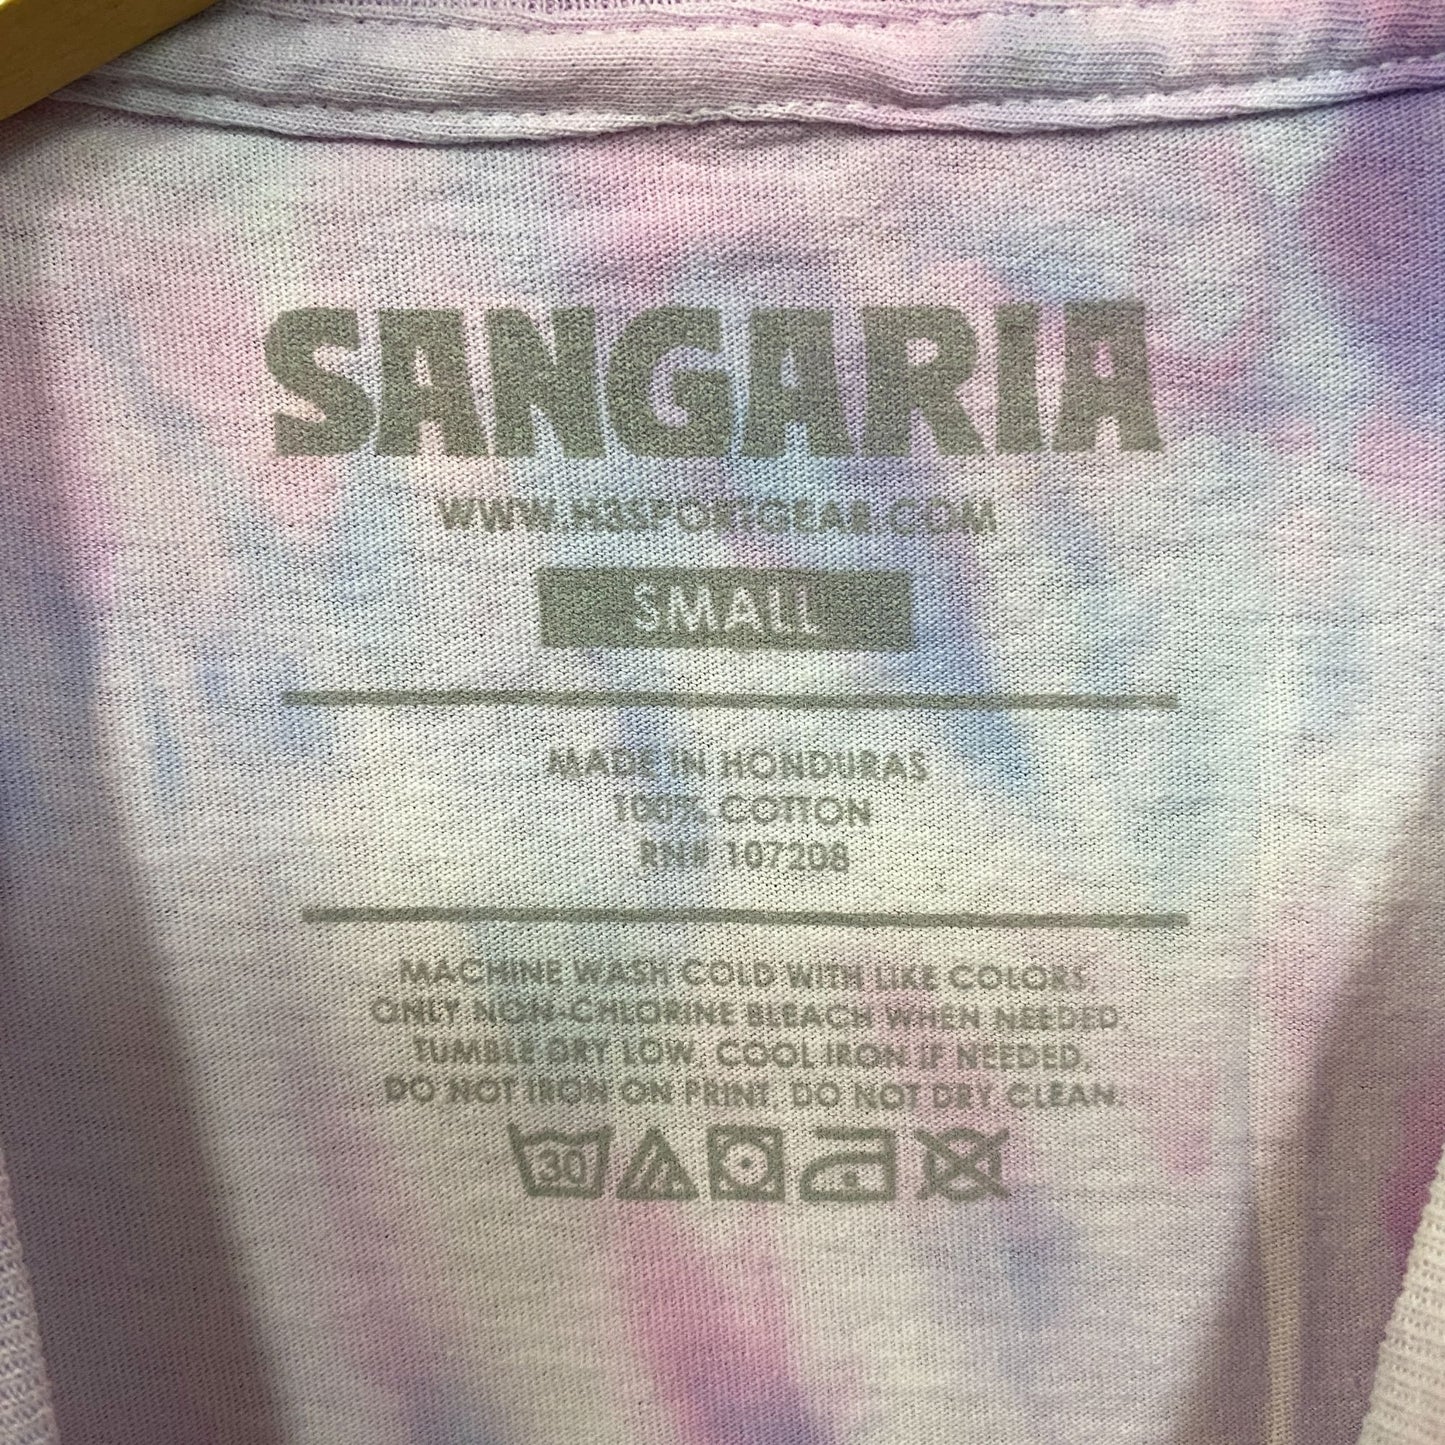 SANGARIA
WWW.H3SPORTGEAR.COM
SMALL
MADE IN HONDURAS
100% COTTON
RN# 107208
MACHINE WASH COLD WITH LIKE COLORS.
ONLY NON-CHLORINE BLEACH WHEN NEEDED.
TUMBLE DRY LOW. COOL IRON IF NEEDED.
DO NOT IRON ON PRINT. DO NOT DRY CLEAN.
30